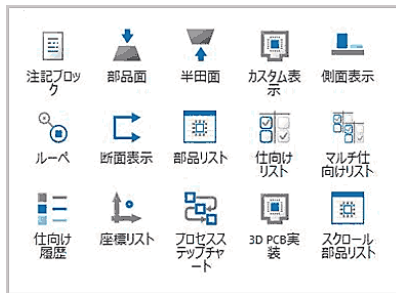 注記ブロッ
ク
部品面
半田面
カスタム表
示
側面表示
ルーペ
断面表示
部品リスト
仕向け
リスト
マルチ仕
向けリスト
仕向け
履歴
座標リスト
プロセスス
テップチャ
ート
3D PCB実
装
スクロール
部品リスト